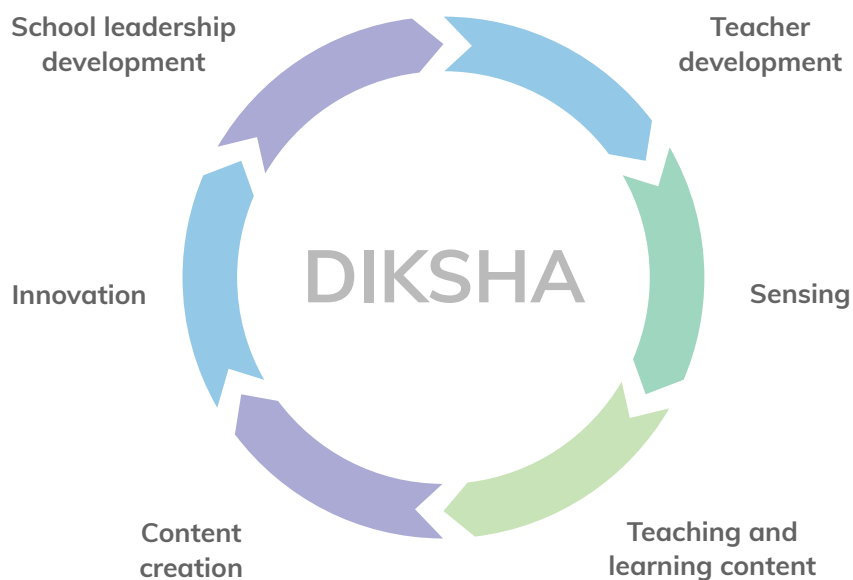 School leadership
development
Teacher
development
DIKSHA
Innovation
Sensing
Content
creation
Teaching and
learning content